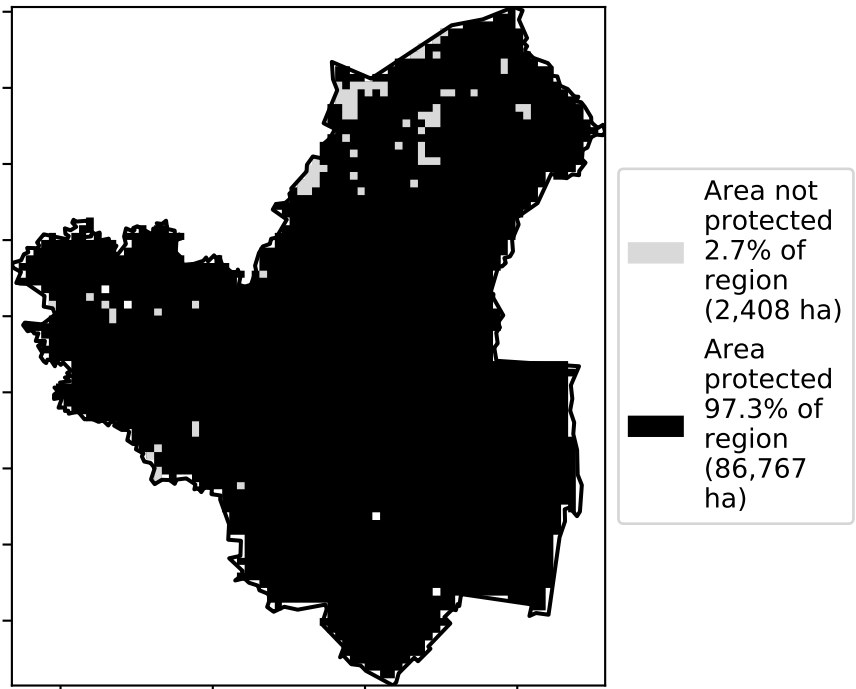 Area not
protected
2.7% of
region
(2,408 ha)
Area
protected
97.3% of
region
(86,767
ha)